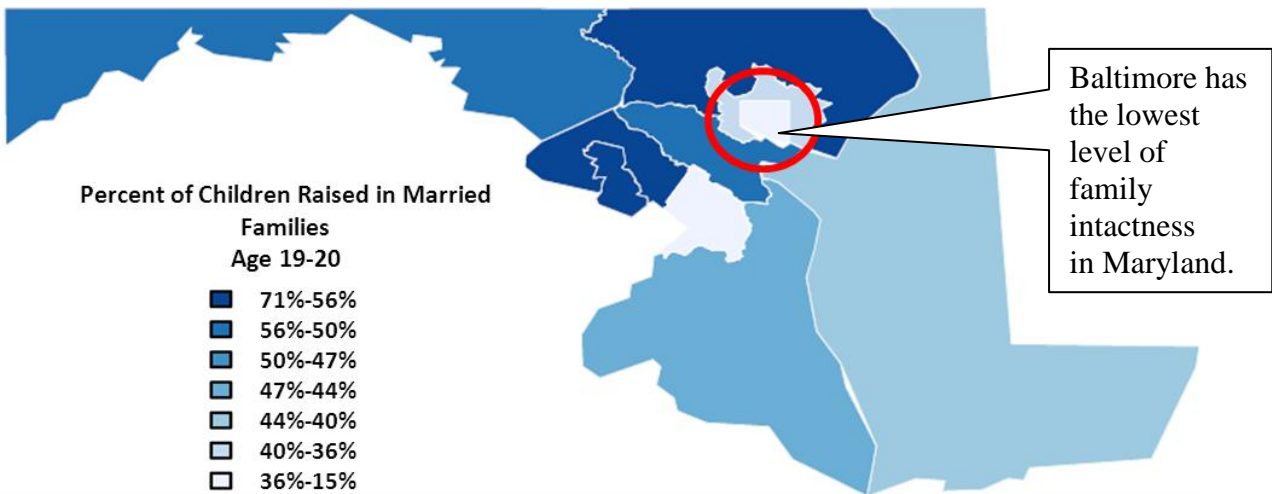 Baltimore has
the lowest
level of
family
intactness
in Maryland.
Percent of Children Raised in Married
Families
Age 19-20
71%-56%
56%-50%
50%-47%
47%-44%
44%-40%
40%-36%
36%-15%